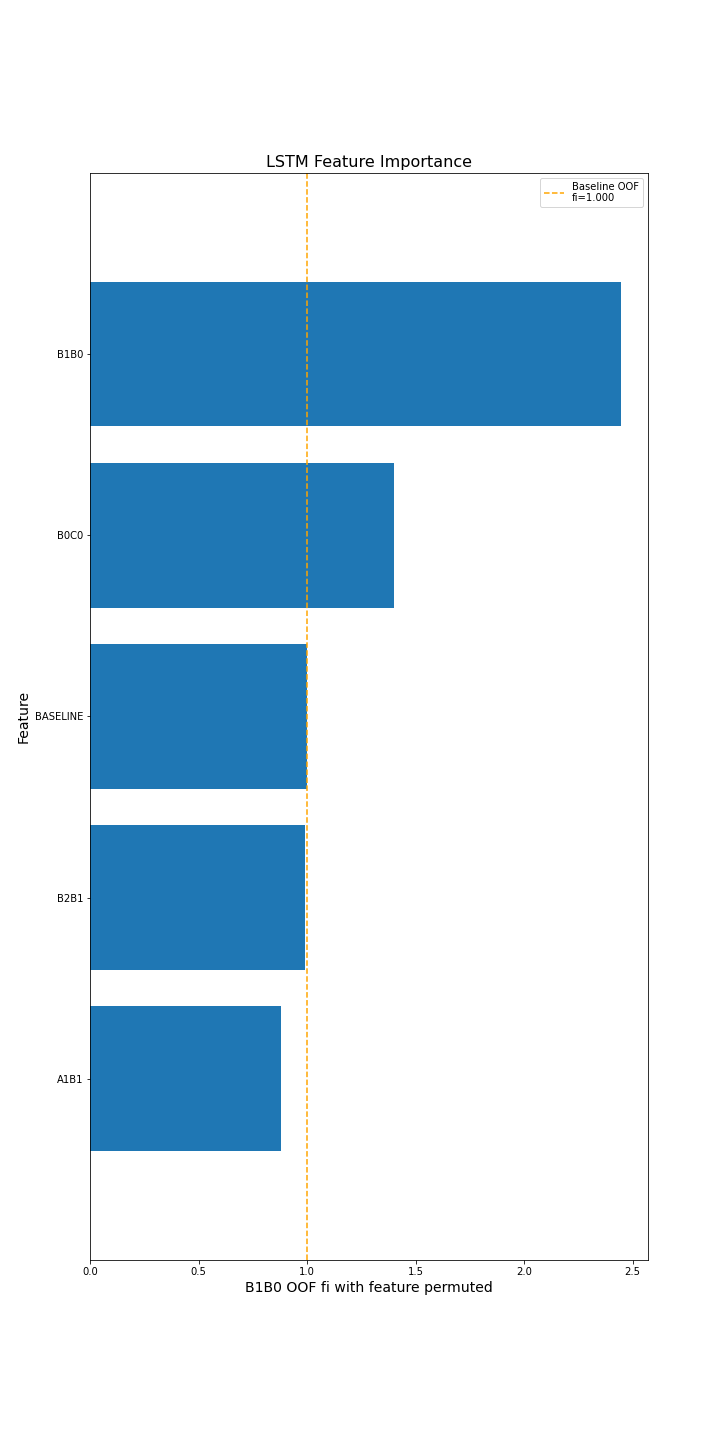 LSTM Feature Importance
Baseline OOF
fi=1.000
B1B0
B0C0
BASELINE
B2B1
A1B1
Feature
0.0 0.5 1.0 1.5 2.0 2.5
B1B0 OOF fi with feature permuted